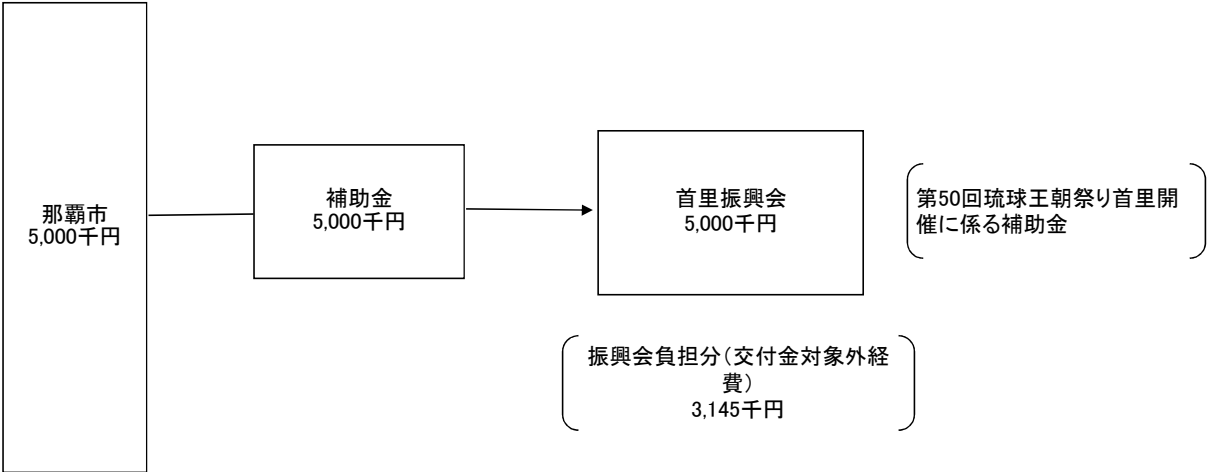 那覇市
5,000千円
補助金
5,000千円
首里振興会
5,000千円
第50回琉球王朝祭り首里開
催に係る補助金
振興会負担分（交付金対象外経
費）
3,145千円